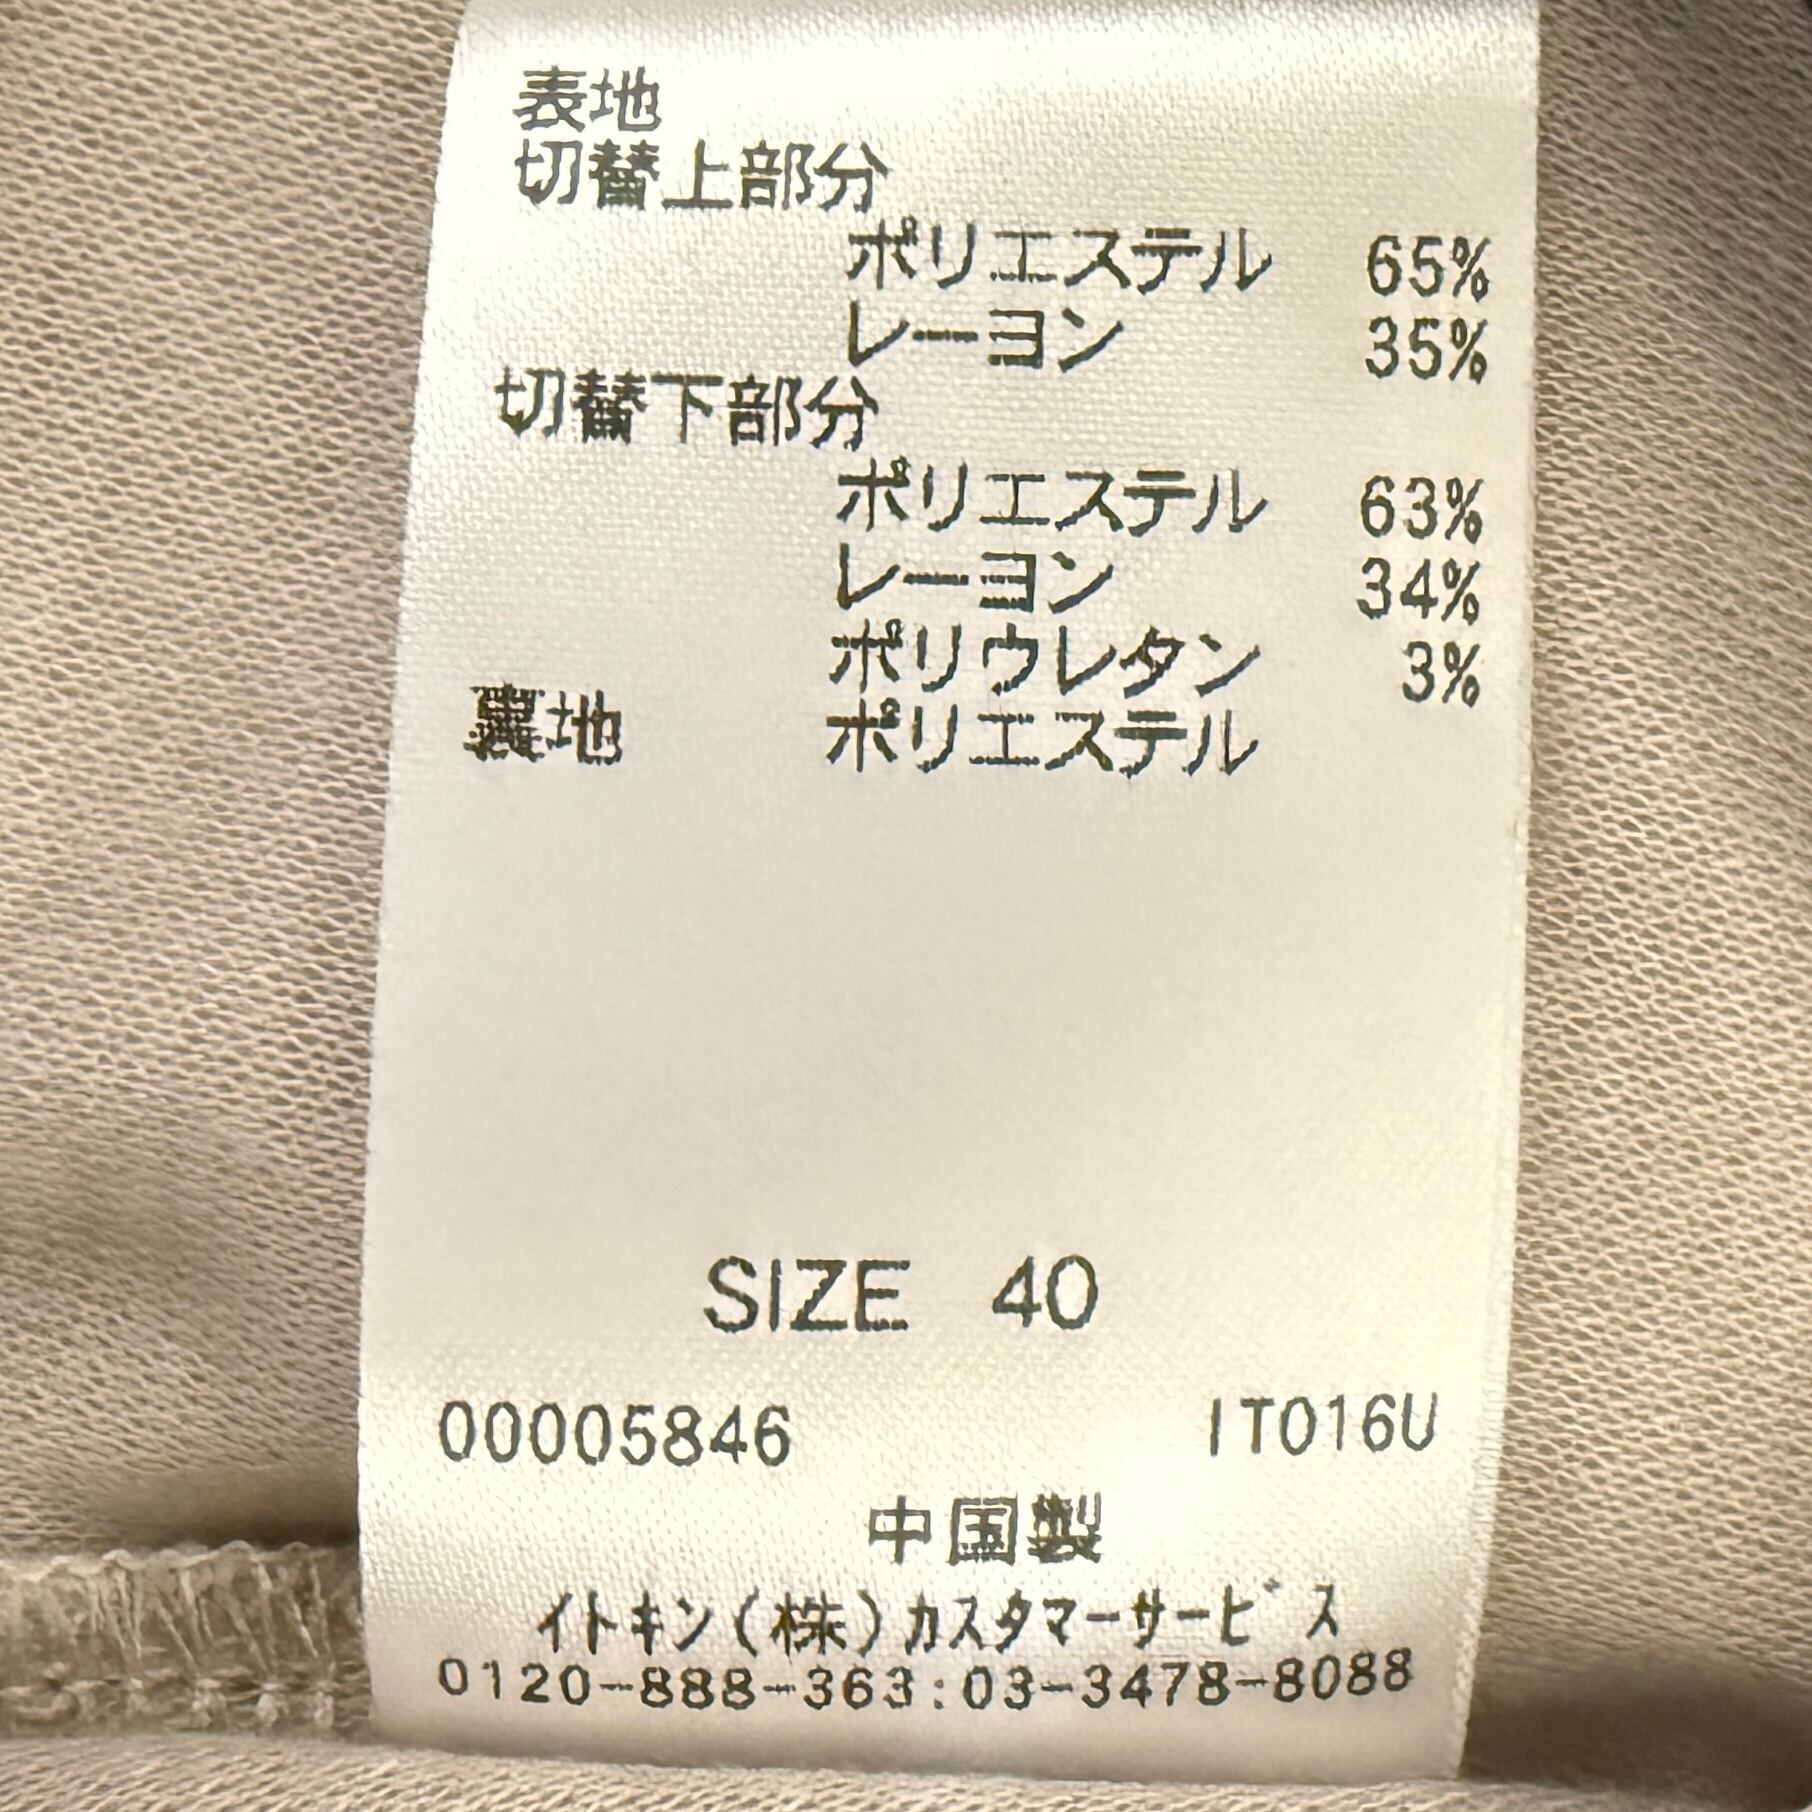 表地
切替上部分
ポリエステル 65%
レーヨン 35%
切替下部分
ポリエステル 63%
レーヨン 34%
ポリウレタン 3%
裏地 ポリエステル
SIZE 40
00005846 IT016U
中国製
イトキン(株)カスタマーサービス
0120-888-363:03-3478-8088